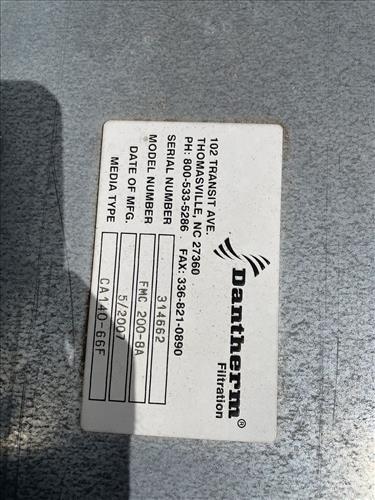 Dantherm®
Filtration
102 TRANSIT AVE.
THOMASVILLE, NC 27360
PH: 800-533-5286 FAX: 336-821-0890
SERIAL NUMBER 314662
MODEL NUMBER FMC 200-8A
DATE OF MFG. 5/2007
MEDIA TYPE CA140-66F